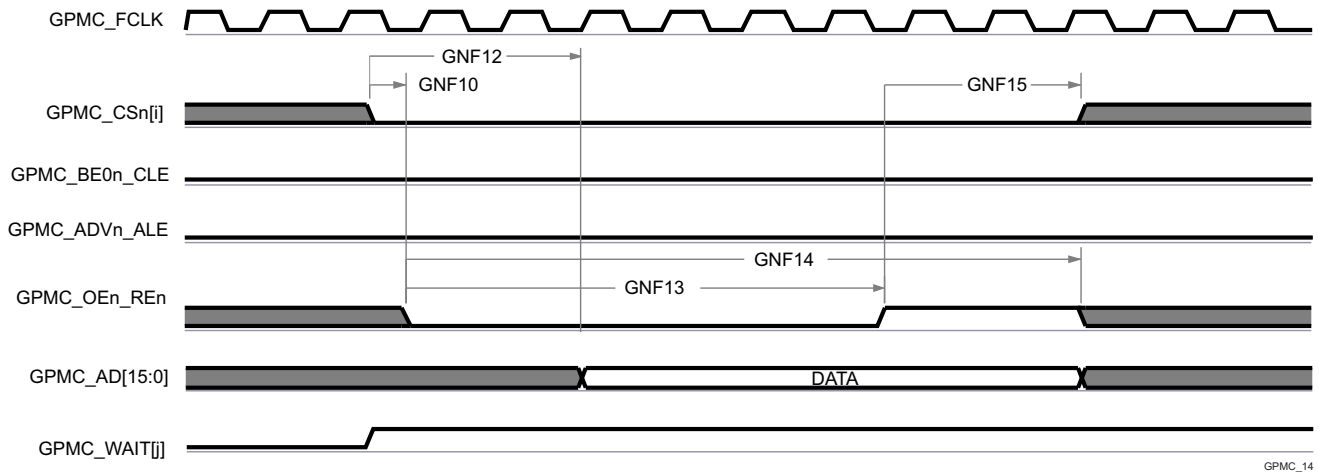 GPMC_FCLK
GNF12
GNF10
GNF15
GPMC_CSn[i]
GPMC_BE0n_CLE
GPMC_ADVn_ALE
GNF14
GNF13
GPMC_OEn_REn
GPMC_AD[15:0]
DATA
GPMC_WAIT[j]
GPMC_14